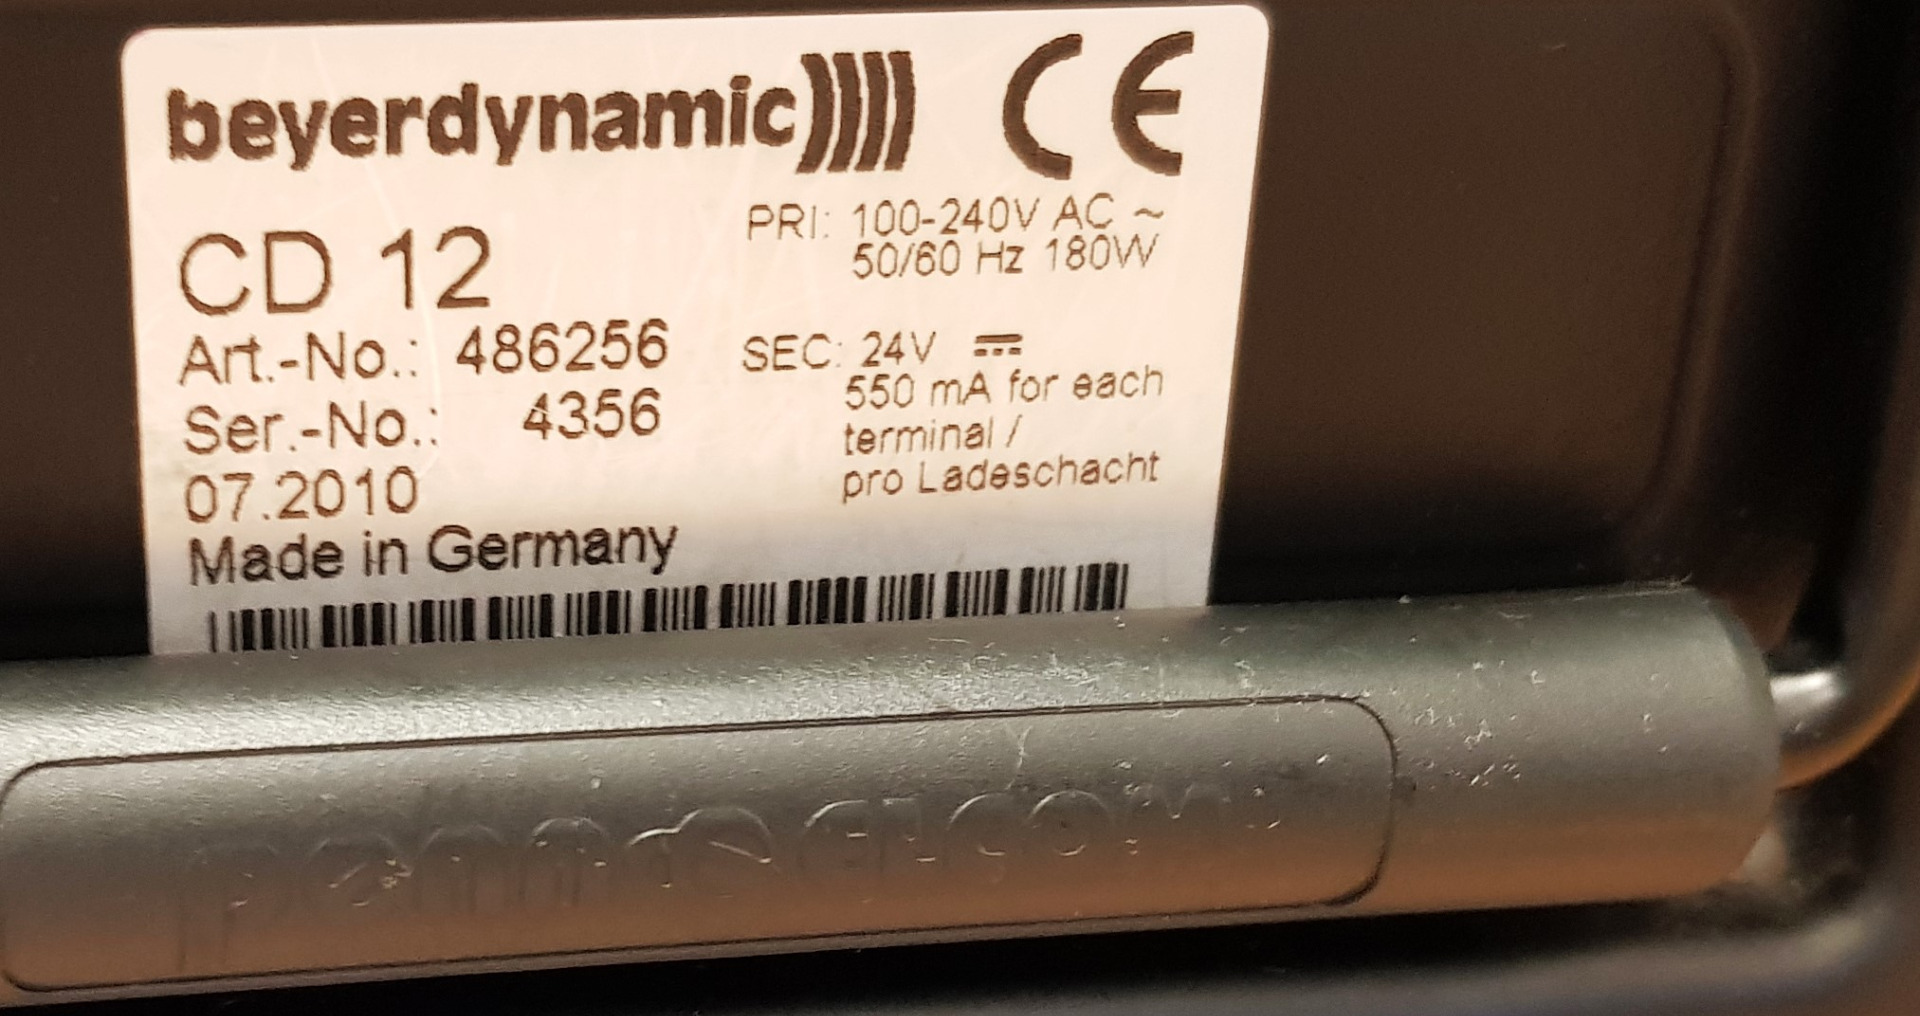 beyerdynamic)))) CE
CD 12
Art.-No.: 486256
Ser.-No.: 4356
07.2010
Made in Germany
PRI: 100-240V AC ~
50/60 Hz 180W
SEC: 24V ⎓
550 mA for each
terminal /
pro Ladeschacht